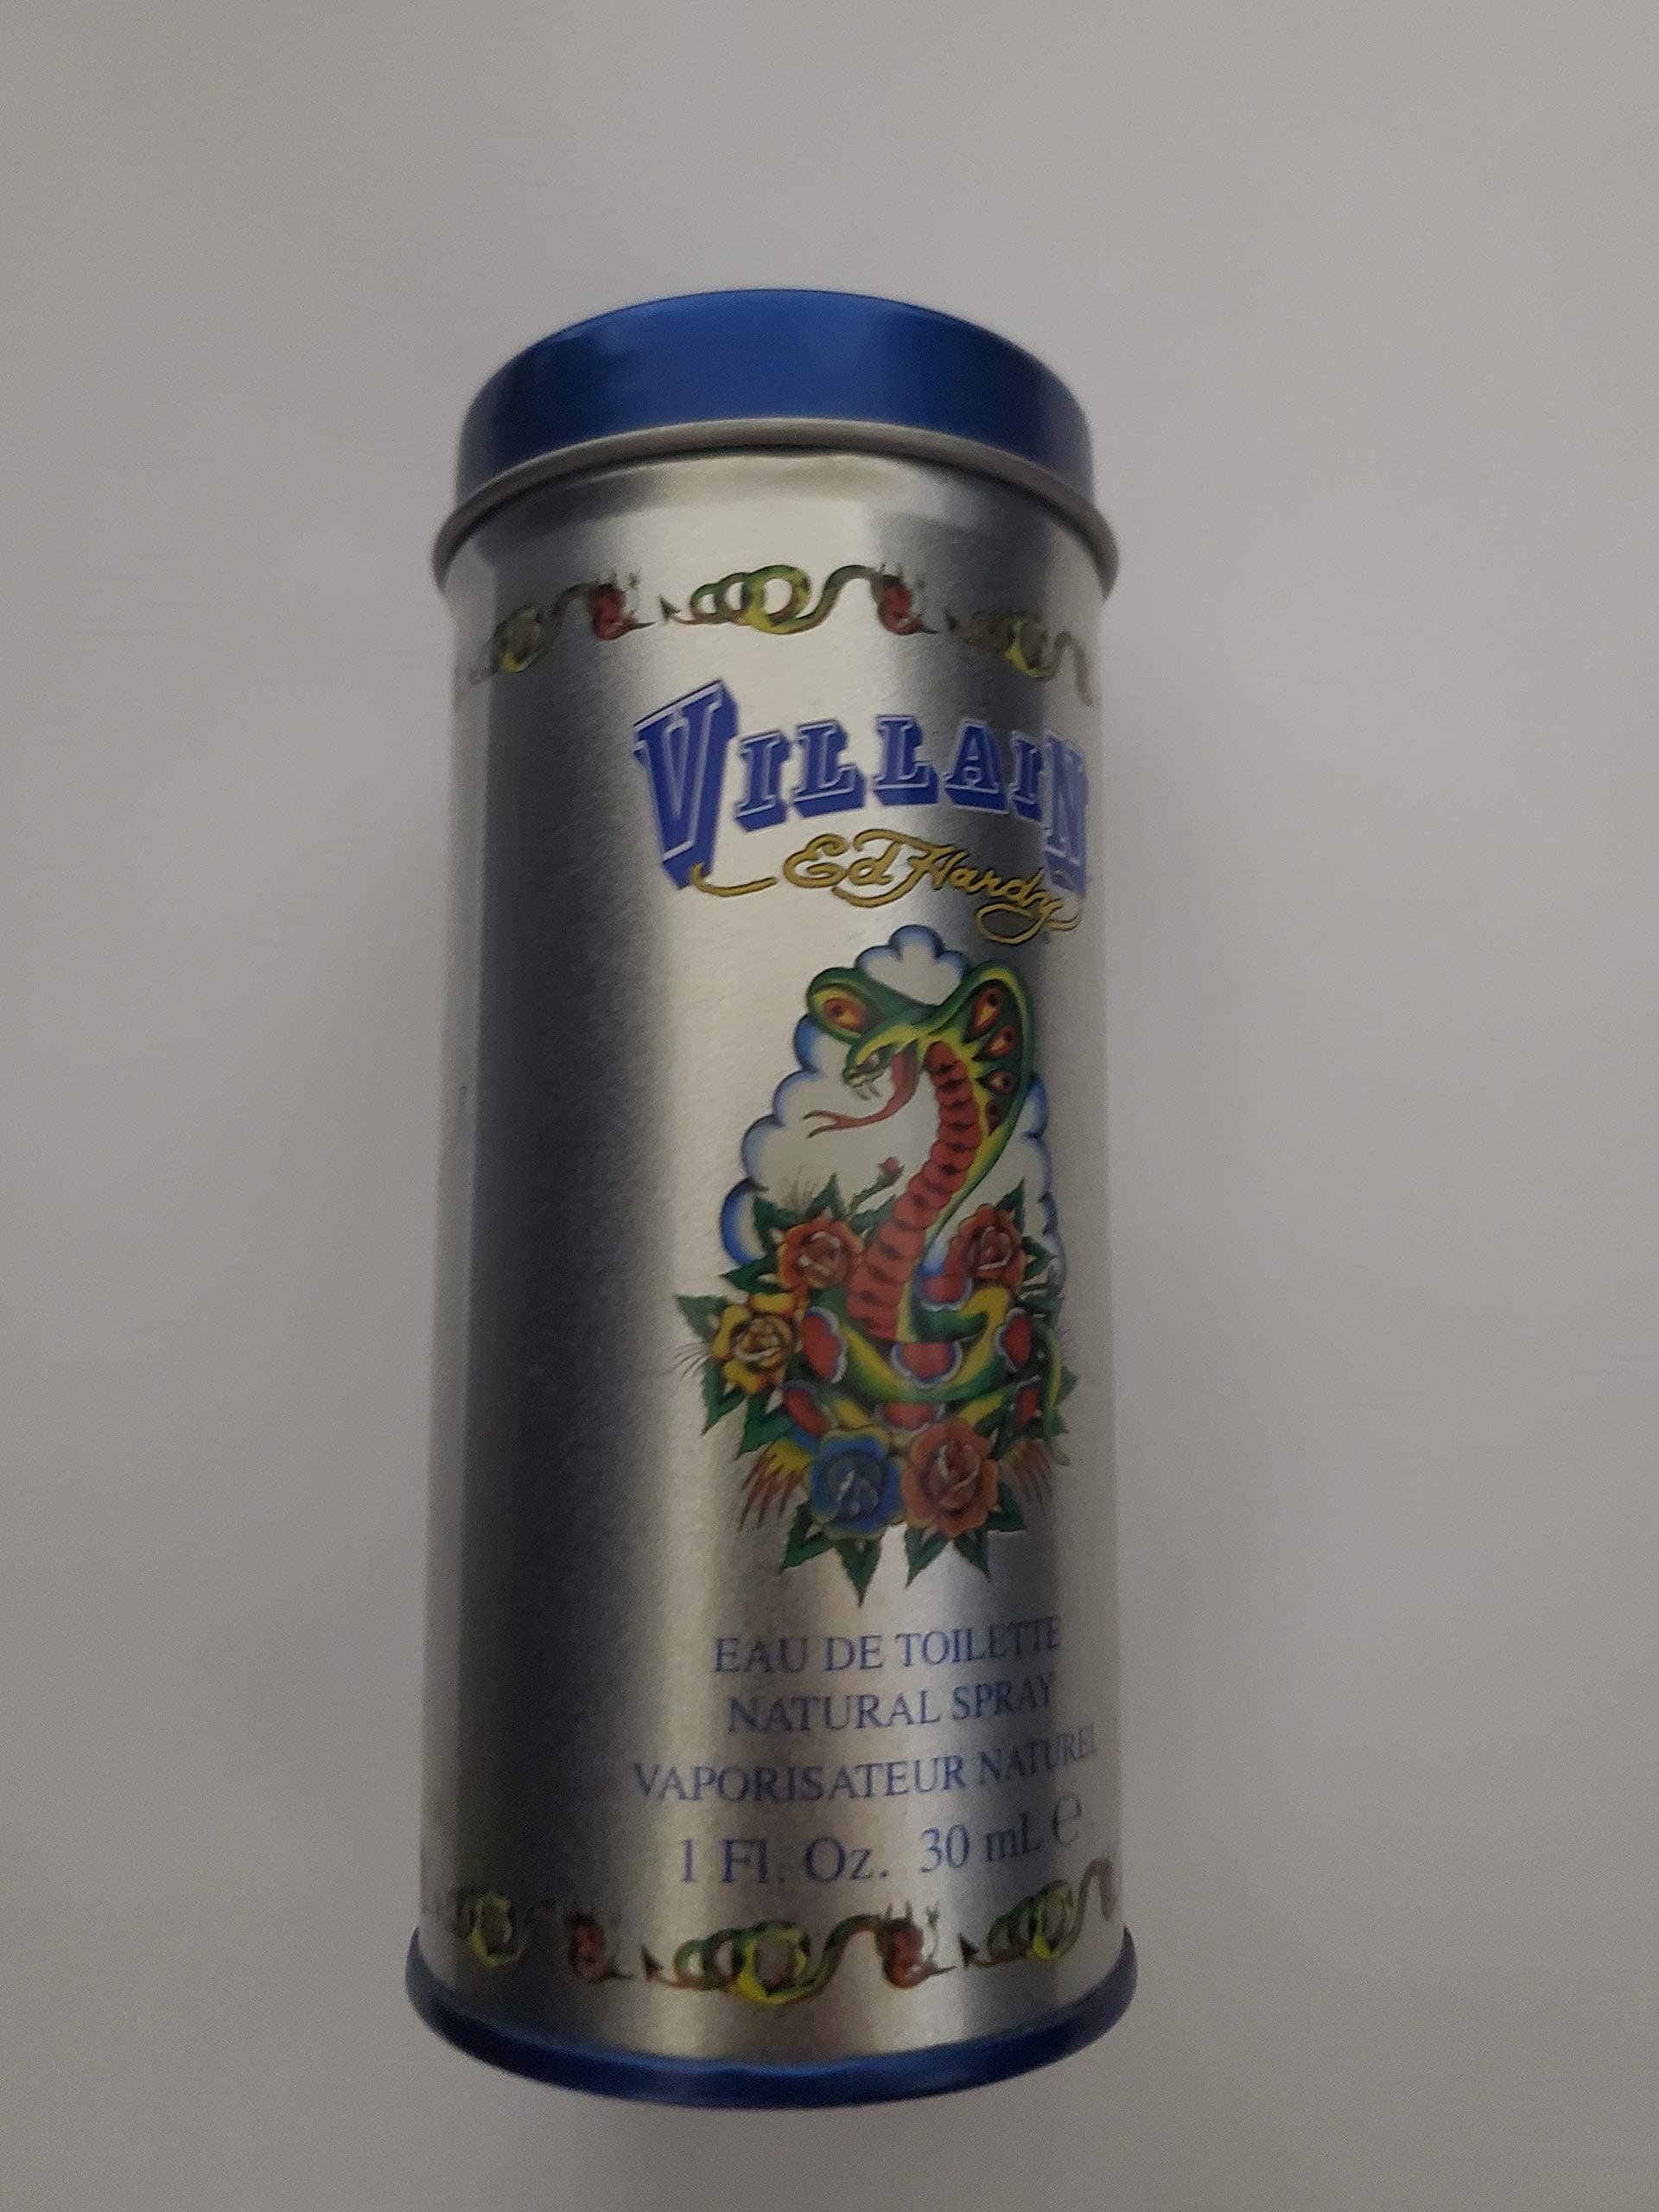 VILLAIN
Ed Hardy
EAU DE TOILETTE
NATURAL SPRAY
VAPORISATEUR NATUREL
1 Fl. Oz. 30 mL ℮